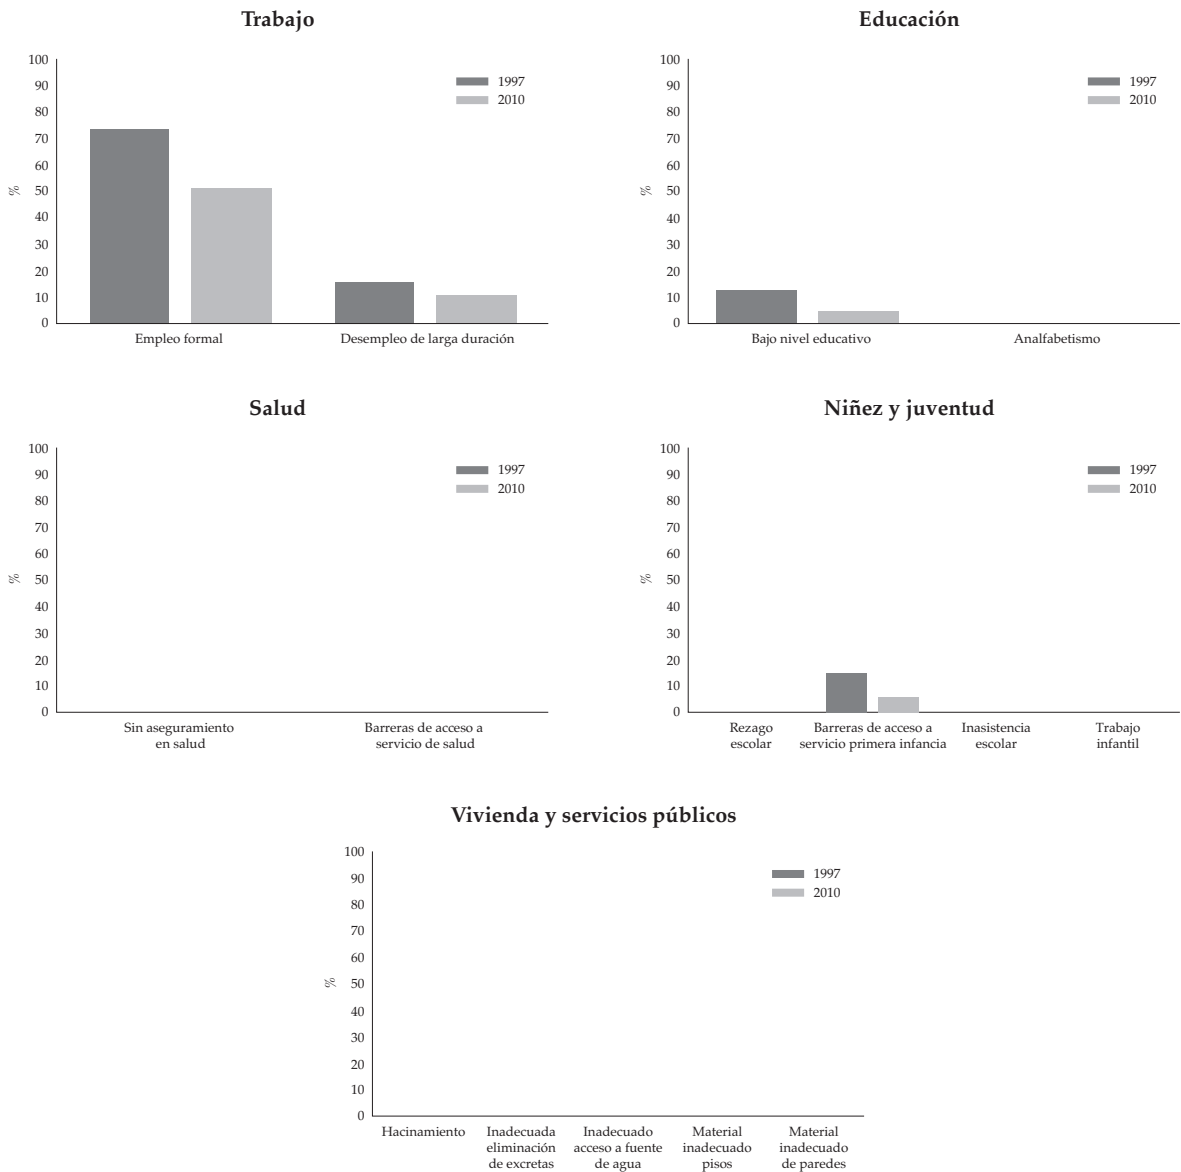 Trabajo
100
90
80
70
60
50
40
30
20
10
0
%
1997
2010
Empleo formal
Desempleo de larga duración
Educación
100
90
80
70
60
50
40
30
20
10
0
%
1997
2010
Bajo nivel educativo
Analfabetismo
Salud
100
90
80
70
60
50
40
30
20
10
0
%
1997
2010
Sin aseguramiento
en salud
Barreras de acceso a
servicio de salud
Niñez y juventud
100
90
80
70
60
50
40
30
20
10
0
%
1997
2010
Rezago
escolar
Barreras de acceso a
servicio primera infancia
Inasistencia
escolar
Trabajo
infantil
Vivienda y servicios públicos
100
90
80
70
60
50
40
30
20
10
0
%
1997
2010
Hacinamiento
Inadecuada
eliminación
de excretas
Inadecuado
acceso a fuente
de agua
Material
inadecuado
pisos
Material
inadecuado
de paredes